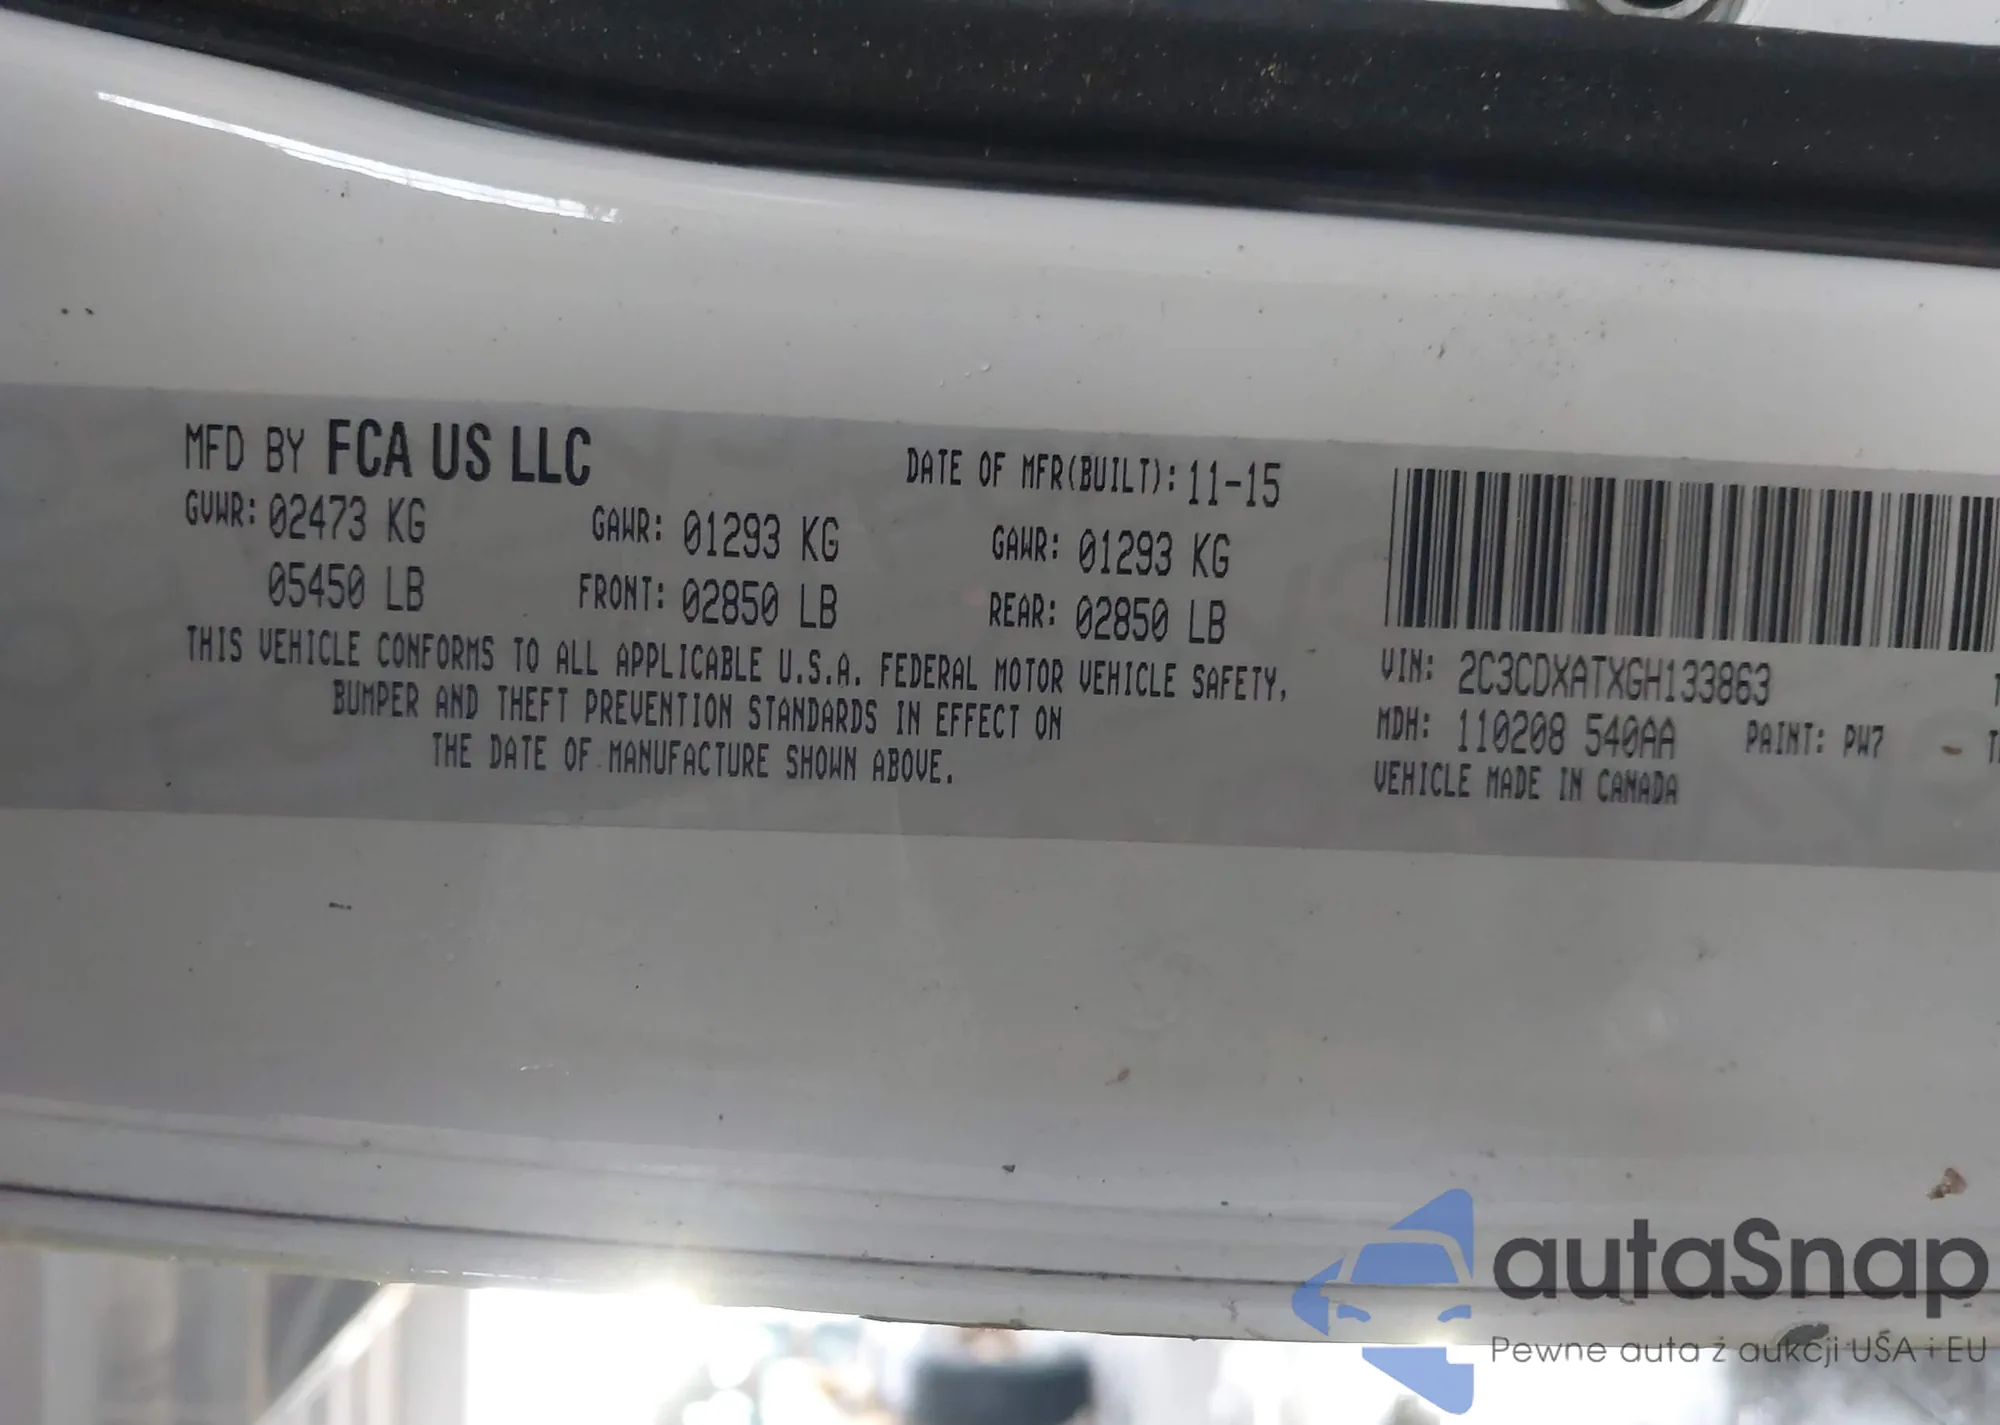 MFD BY FCA US LLC
DATE OF MFR(BUILT): 11-15
GVWR: 02473 KG
GAWR: 01293 KG
GAWR: 01293 KG
05450 LB
FRONT: 02850 LB
REAR: 02850 LB
THIS VEHICLE CONFORMS TO ALL APPLICABLE U.S.A. FEDERAL MOTOR VEHICLE SAFETY,
BUMPER AND THEFT PREVENTION STANDARDS IN EFFECT ON
THE DATE OF MANUFACTURE SHOWN ABOVE.
VIN: 2C3CDXATXGH133863
MDH: 110208 540AA
PAINT: PW7
VEHICLE MADE IN CANADA
autaSnap
Pewne auta z aukcji USA i EU